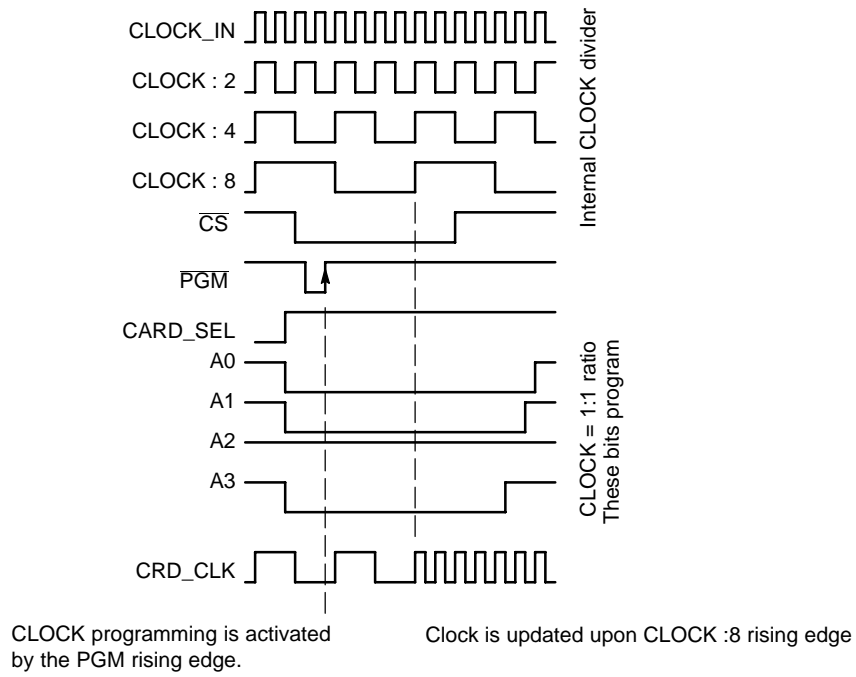 CLOCK_IN
CLOCK : 2
CLOCK : 4
CLOCK : 8
Internal CLOCK divider
CS
PGM
CARD_SEL
A0
A1
A2
A3
CLOCK = 1:1 ratio
These bits program
CRD_CLK
CLOCK programming is activated
by the PGM rising edge.
Clock is updated upon CLOCK :8 rising edge